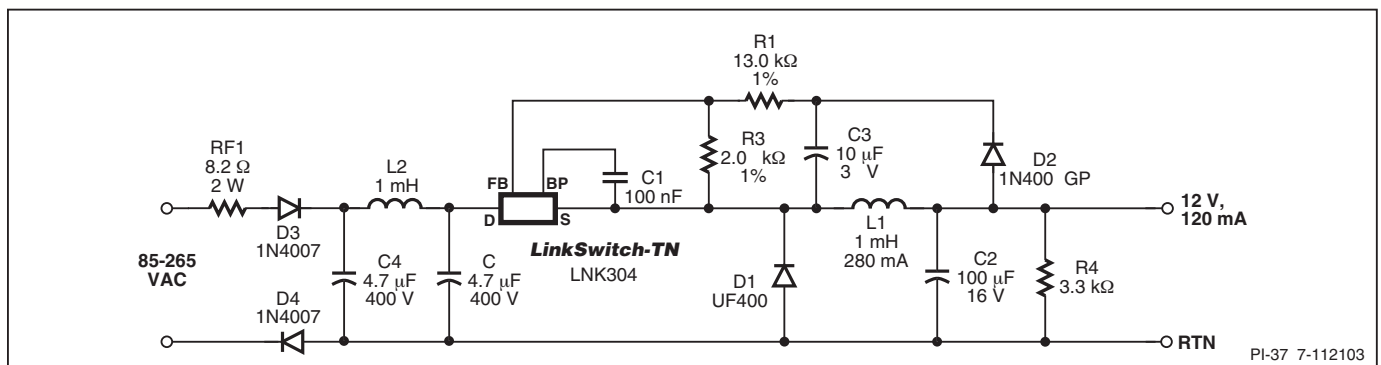 R1
13.0 kΩ
1%
RF1
8.2 Ω
2 W
L2
1 mH
FB
BP
C1
100 nF
R3
2.0 kΩ
1%
C3
10 µF
3 V
D2
1N400 GP
D3
1N4007
D
S
LinkSwitch-TN
LNK304
L1
1 mH
280 mA
12 V,
120 mA
85-265
VAC
C4
4.7 µF
400 V
C
4.7 µF
400 V
D1
UF400
C2
100 µF
16 V
R4
3.3 kΩ
D4
1N4007
RTN
PI-37 7-112103